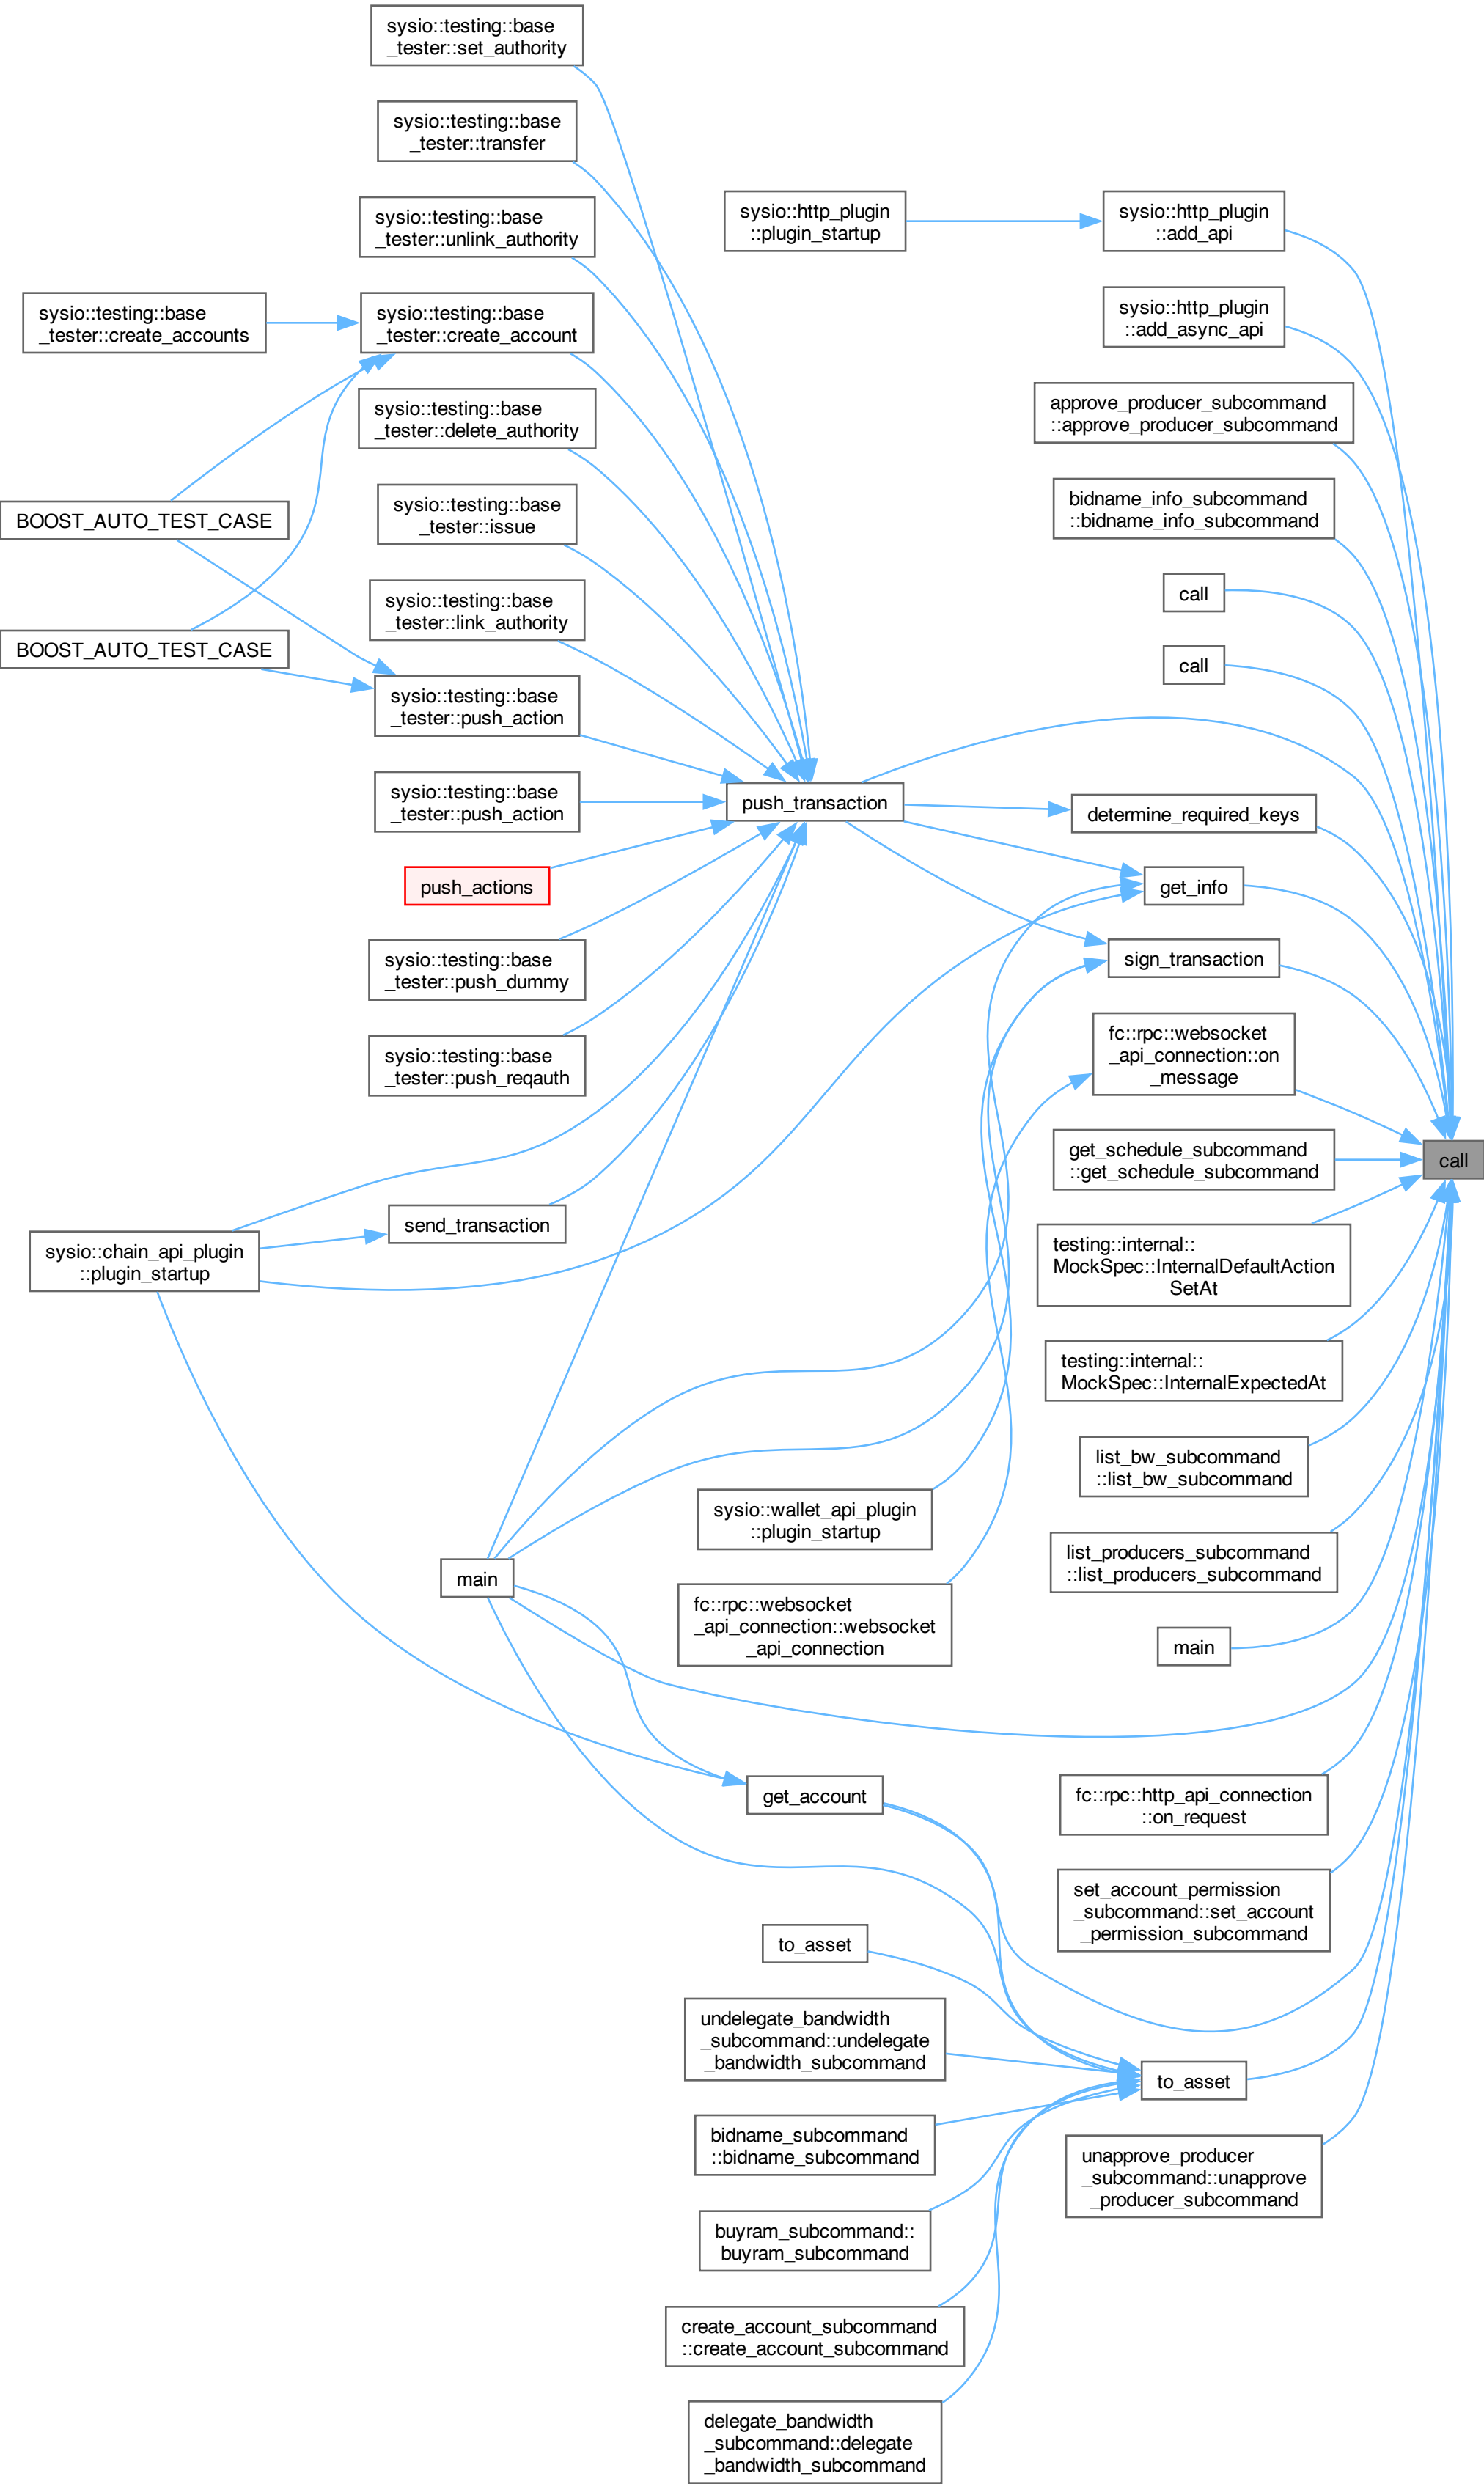 sysio::testing::base
_tester::set_authority
sysio::testing::base
_tester::transfer
sysio::testing::base
_tester::unlink_authority
sysio::http_plugin
::plugin_startup
sysio::http_plugin
::add_api
sysio::testing::base
_tester::create_accounts
sysio::testing::base
_tester::create_account
sysio::http_plugin
::add_async_api
sysio::testing::base
_tester::delete_authority
approve_producer_subcommand
::approve_producer_subcommand
BOOST_AUTO_TEST_CASE
sysio::testing::base
_tester::issue
bidname_info_subcommand
::bidname_info_subcommand
sysio::testing::base
_tester::link_authority
call
BOOST_AUTO_TEST_CASE
call
sysio::testing::base
_tester::push_action
sysio::testing::base
_tester::push_action
push_transaction
determine_required_keys
push_actions
get_info
sysio::testing::base
_tester::push_dummy
sign_transaction
sysio::testing::base
_tester::push_reqauth
fc::rpc::websocket
_api_connection::on
_message
get_schedule_subcommand
::get_schedule_subcommand
call
send_transaction
sysio::chain_api_plugin
::plugin_startup
testing::internal::
MockSpec::InternalDefaultAction
SetAt
testing::internal::
MockSpec::InternalExpectedAt
list_bw_subcommand
::list_bw_subcommand
sysio::wallet_api_plugin
::plugin_startup
main
list_producers_subcommand
::list_producers_subcommand
fc::rpc::websocket
_api_connection::websocket
_api_connection
main
get_account
fc::rpc::http_api_connection
::on_request
set_account_permission
_subcommand::set_account
_permission_subcommand
to_asset
undelegate_bandwidth
_subcommand::undelegate
_bandwidth_subcommand
to_asset
bidname_subcommand
::bidname_subcommand
unapprove_producer
_subcommand::unapprove
_producer_subcommand
buyram_subcommand::
buyram_subcommand
create_account_subcommand
::create_account_subcommand
delegate_bandwidth
_subcommand::delegate
_bandwidth_subcommand